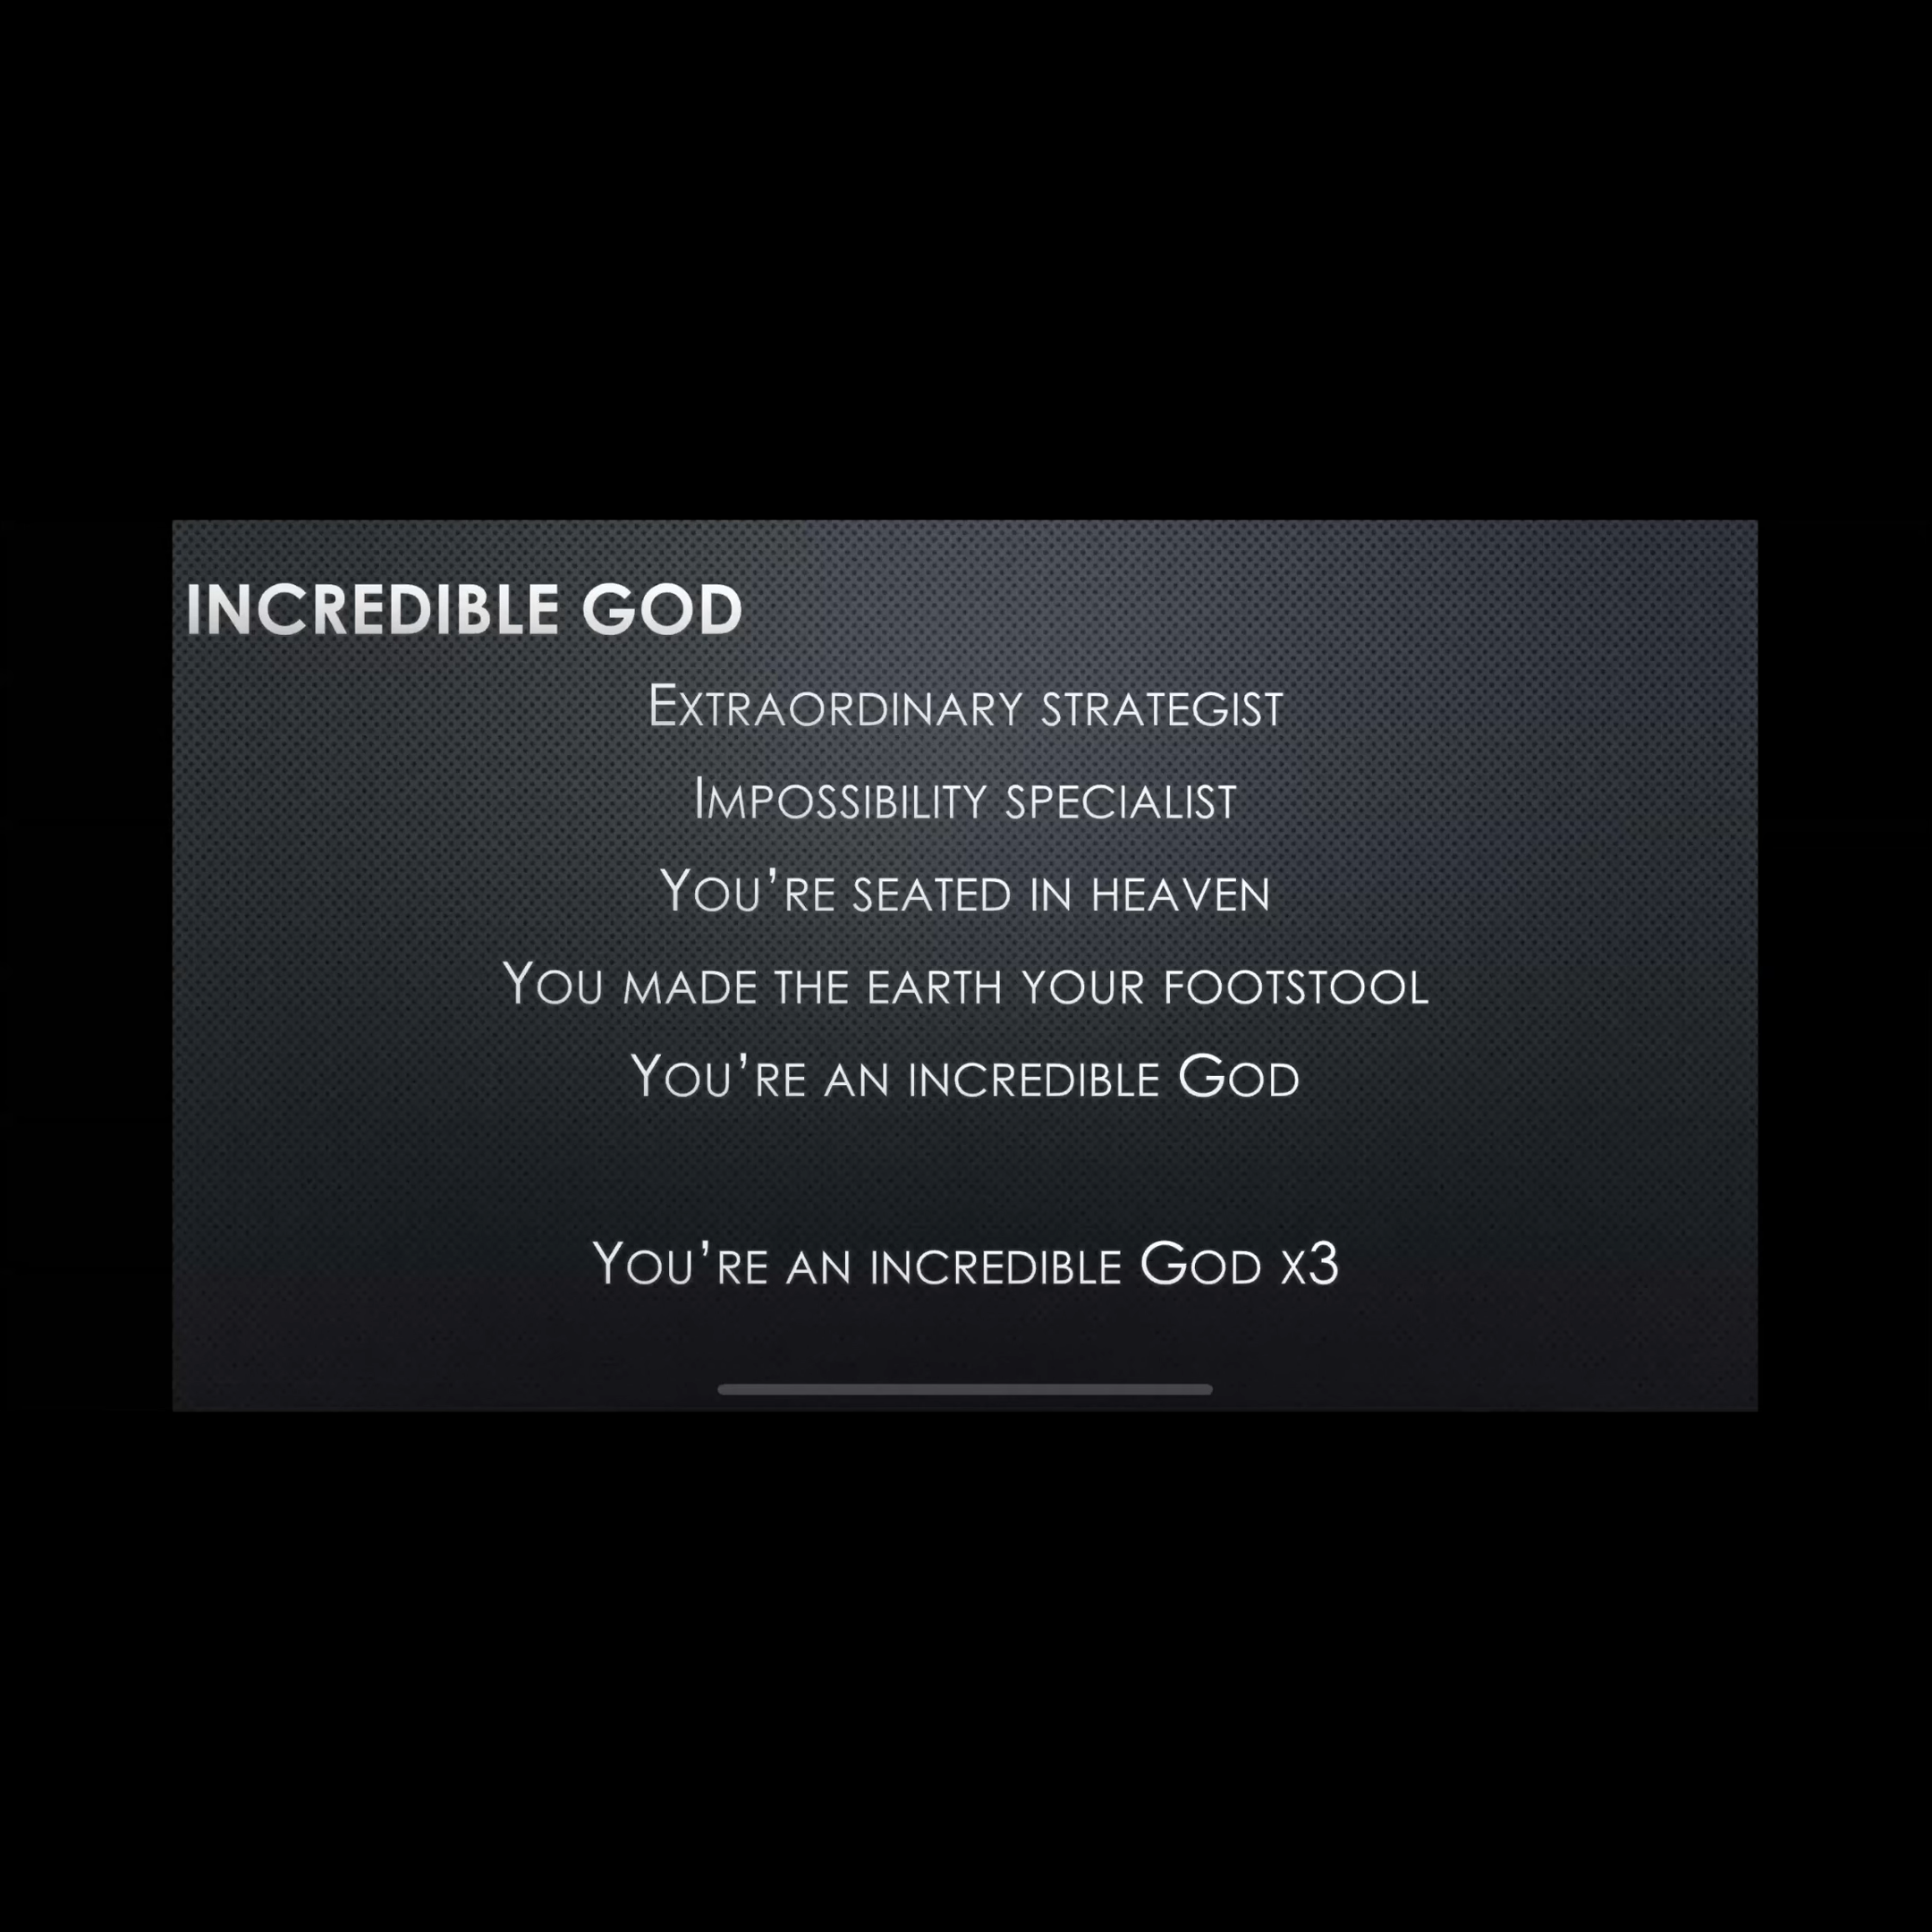 INCREDIBLE GOD
EXTRAORDINARY STRATEGIST
IMPOSSIBILITY SPECIALIST
YOU’RE SEATED IN HEAVEN
YOU MADE THE EARTH YOUR FOOTSTOOL
YOU’RE AN INCREDIBLE GOD
YOU’RE AN INCREDIBLE GOD X3